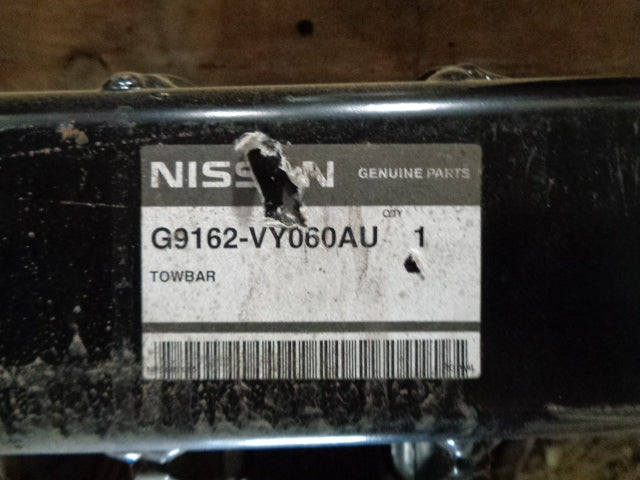 NISSAN GENUINE PARTS
QTY
G9162-VY060AU 1
TOWBAR